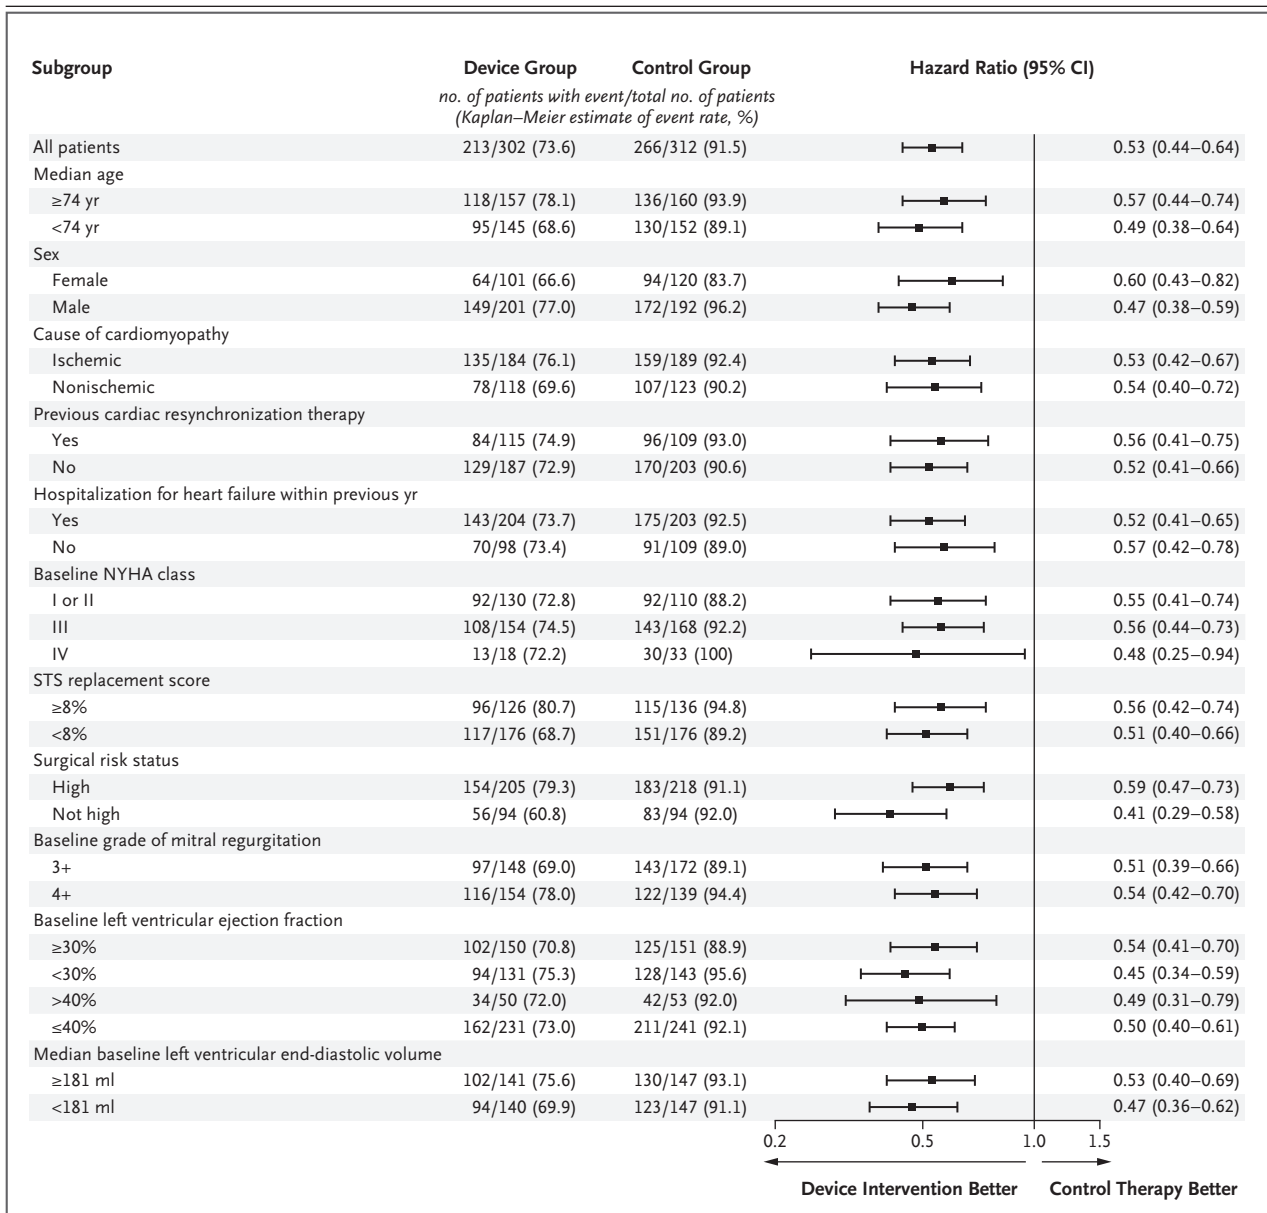 Subgroup Device Group Control Group Hazard Ratio (95% CI)
no. of patients with event/total no. of patients
(Kaplan–Meier estimate of event rate, %)
All patients 213/302 (73.6) 266/312 (91.5) 0.53 (0.44–0.64)
Median age
≥74 yr 118/157 (78.1) 136/160 (93.9) 0.57 (0.44–0.74)
<74 yr 95/145 (68.6) 130/152 (89.1) 0.49 (0.38–0.64)
Sex
Female 64/101 (66.6) 94/120 (83.7) 0.60 (0.43–0.82)
Male 149/201 (77.0) 172/192 (96.2) 0.47 (0.38–0.59)
Cause of cardiomyopathy
Ischemic 135/184 (76.1) 159/189 (92.4) 0.53 (0.42–0.67)
Nonischemic 78/118 (69.6) 107/123 (90.2) 0.54 (0.40–0.72)
Previous cardiac resynchronization therapy
Yes 84/115 (74.9) 96/109 (93.0) 0.56 (0.41–0.75)
No 129/187 (72.9) 170/203 (90.6) 0.52 (0.41–0.66)
Hospitalization for heart failure within previous yr
Yes 143/204 (73.7) 175/203 (92.5) 0.52 (0.41–0.65)
No 70/98 (73.4) 91/109 (89.0) 0.57 (0.42–0.78)
Baseline NYHA class
I or II 92/130 (72.8) 92/110 (88.2) 0.55 (0.41–0.74)
III 108/154 (74.5) 143/168 (92.2) 0.56 (0.44–0.73)
IV 13/18 (72.2) 30/33 (100) 0.48 (0.25–0.94)
STS replacement score
≥8% 96/126 (80.7) 115/136 (94.8) 0.56 (0.42–0.74)
<8% 117/176 (68.7) 151/176 (89.2) 0.51 (0.40–0.66)
Surgical risk status
High 154/205 (79.3) 183/218 (91.1) 0.59 (0.47–0.73)
Not high 56/94 (60.8) 83/94 (92.0) 0.41 (0.29–0.58)
Baseline grade of mitral regurgitation
3+ 97/148 (69.0) 143/172 (89.1) 0.51 (0.39–0.66)
4+ 116/154 (78.0) 122/139 (94.4) 0.54 (0.42–0.70)
Baseline left ventricular ejection fraction
≥30% 102/150 (70.8) 125/151 (88.9) 0.54 (0.41–0.70)
<30% 94/131 (75.3) 128/143 (95.6) 0.45 (0.34–0.59)
>40% 34/50 (72.0) 42/53 (92.0) 0.49 (0.31–0.79)
≤40% 162/231 (73.0) 211/241 (92.1) 0.50 (0.40–0.61)
Median baseline left ventricular end-diastolic volume
≥181 ml 102/141 (75.6) 130/147 (93.1) 0.53 (0.40–0.69)
<181 ml 94/140 (69.9) 123/147 (91.1) 0.47 (0.36–0.62)
0.2 0.5 1.0 1.5
Device Intervention Better Control Therapy Better